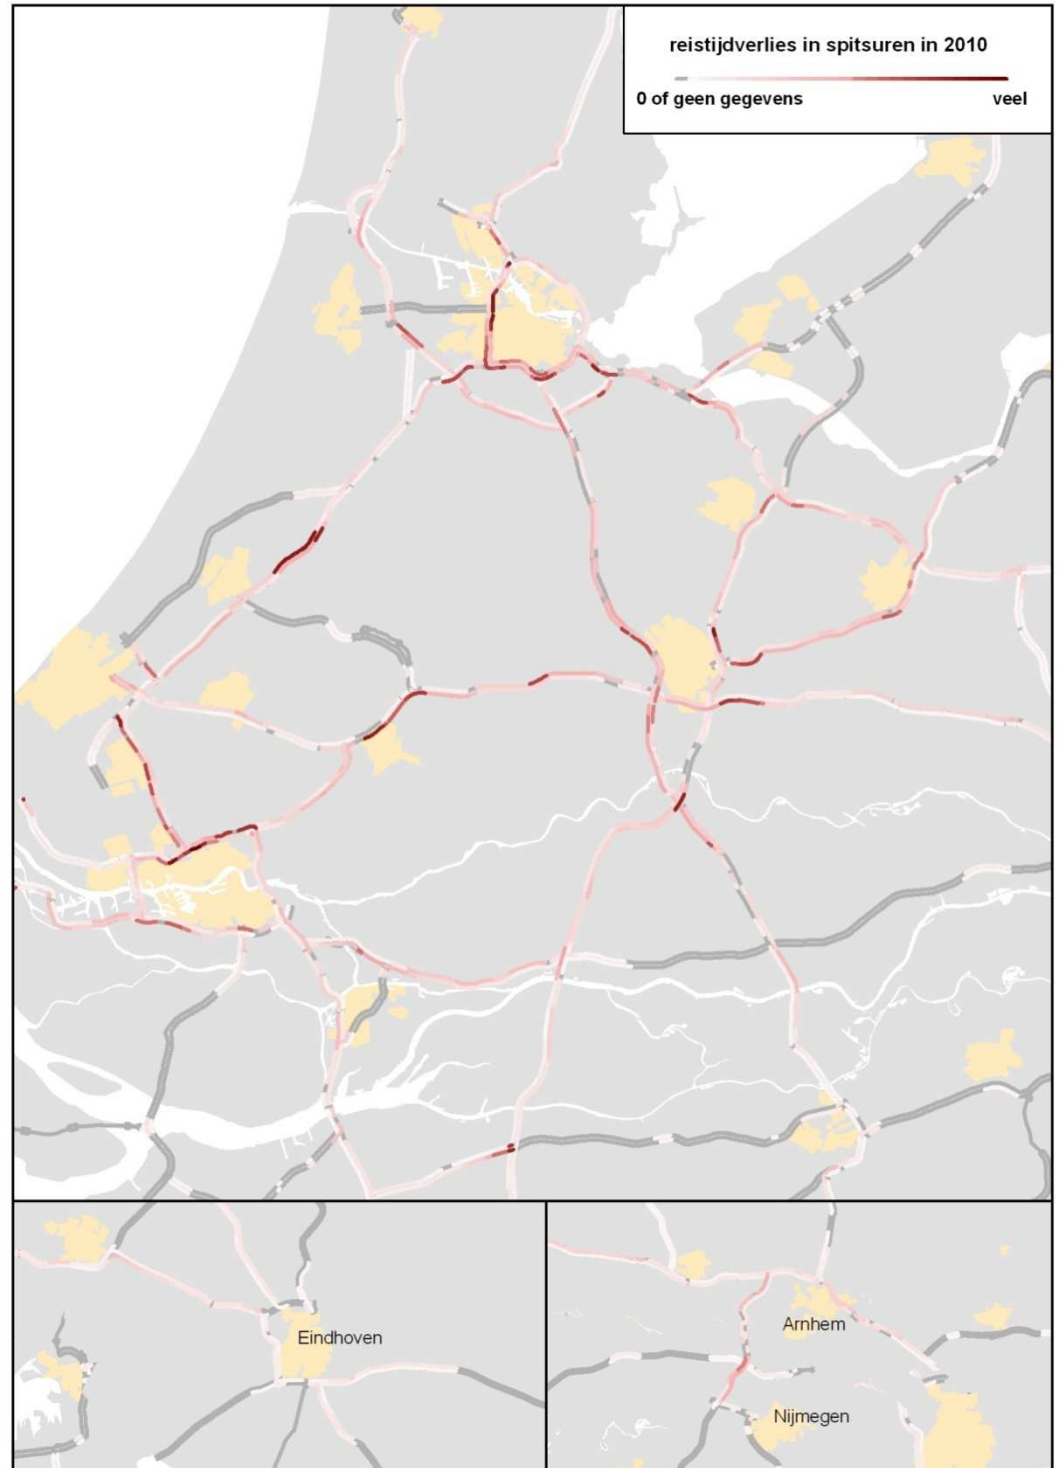 reistijdverlies in spitsuren in 2010
0 of geen gegevens veel
Eindhoven
Arnhem
Nijmegen